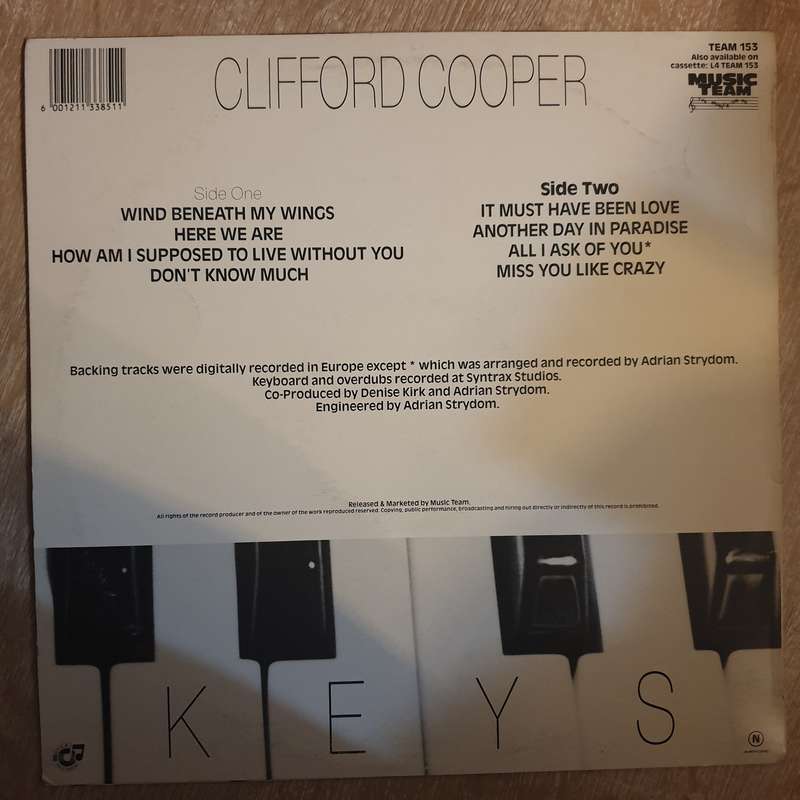 6 001211 338511
CLIFFORD COOPER
TEAM 153
Also available on
cassette: L4 TEAM 153
MUSIC
TEAM
Side One
WIND BENEATH MY WINGS
HERE WE ARE
HOW AM I SUPPOSED TO LIVE WITHOUT YOU
DON'T KNOW MUCH
Side Two
IT MUST HAVE BEEN LOVE
ANOTHER DAY IN PARADISE
ALL I ASK OF YOU*
MISS YOU LIKE CRAZY
Backing tracks were digitally recorded in Europe except * which was arranged and recorded by Adrian Strydom.
Keyboard and overdubs recorded at Syntrax Studios.
Co-Produced by Denise Kirk and Adrian Strydom.
Engineered by Adrian Strydom.
Released & Marketed by Music Team.
All rights of the record producer and of the owner of the work reproduced reserved. Copying, public performance, broadcasting and hiring out directly or indirectly of this record is prohibited.
KEYS
N